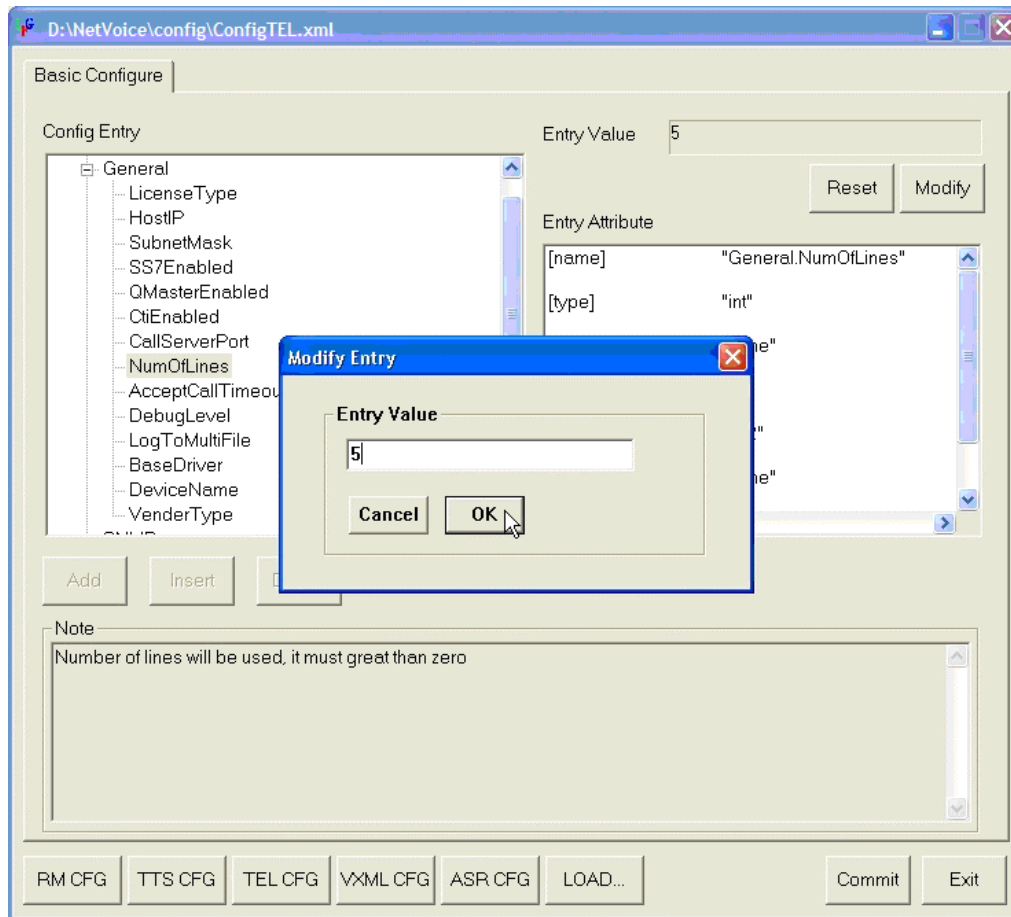 D:\NetVoice\config\ConfigTEL.xml
Basic Configure
Config Entry
General
LicenseType
HostIP
SubnetMask
SS7Enabled
QMasterEnabled
CtiEnabled
CallServerPort
NumOfLines
AcceptCallTimeou
DebugLevel
LogToMultiFile
BaseDriver
DeviceName
VenderType
Entry Value 5
Reset Modify
Entry Attribute
[name] "General.NumOfLines"
[type] "int"
Modify Entry
Entry Value
5
Cancel OK
Add Insert
Note
Number of lines will be used, it must great than zero
RM CFG TTS CFG TEL CFG VXML CFG ASR CFG LOAD... Commit Exit